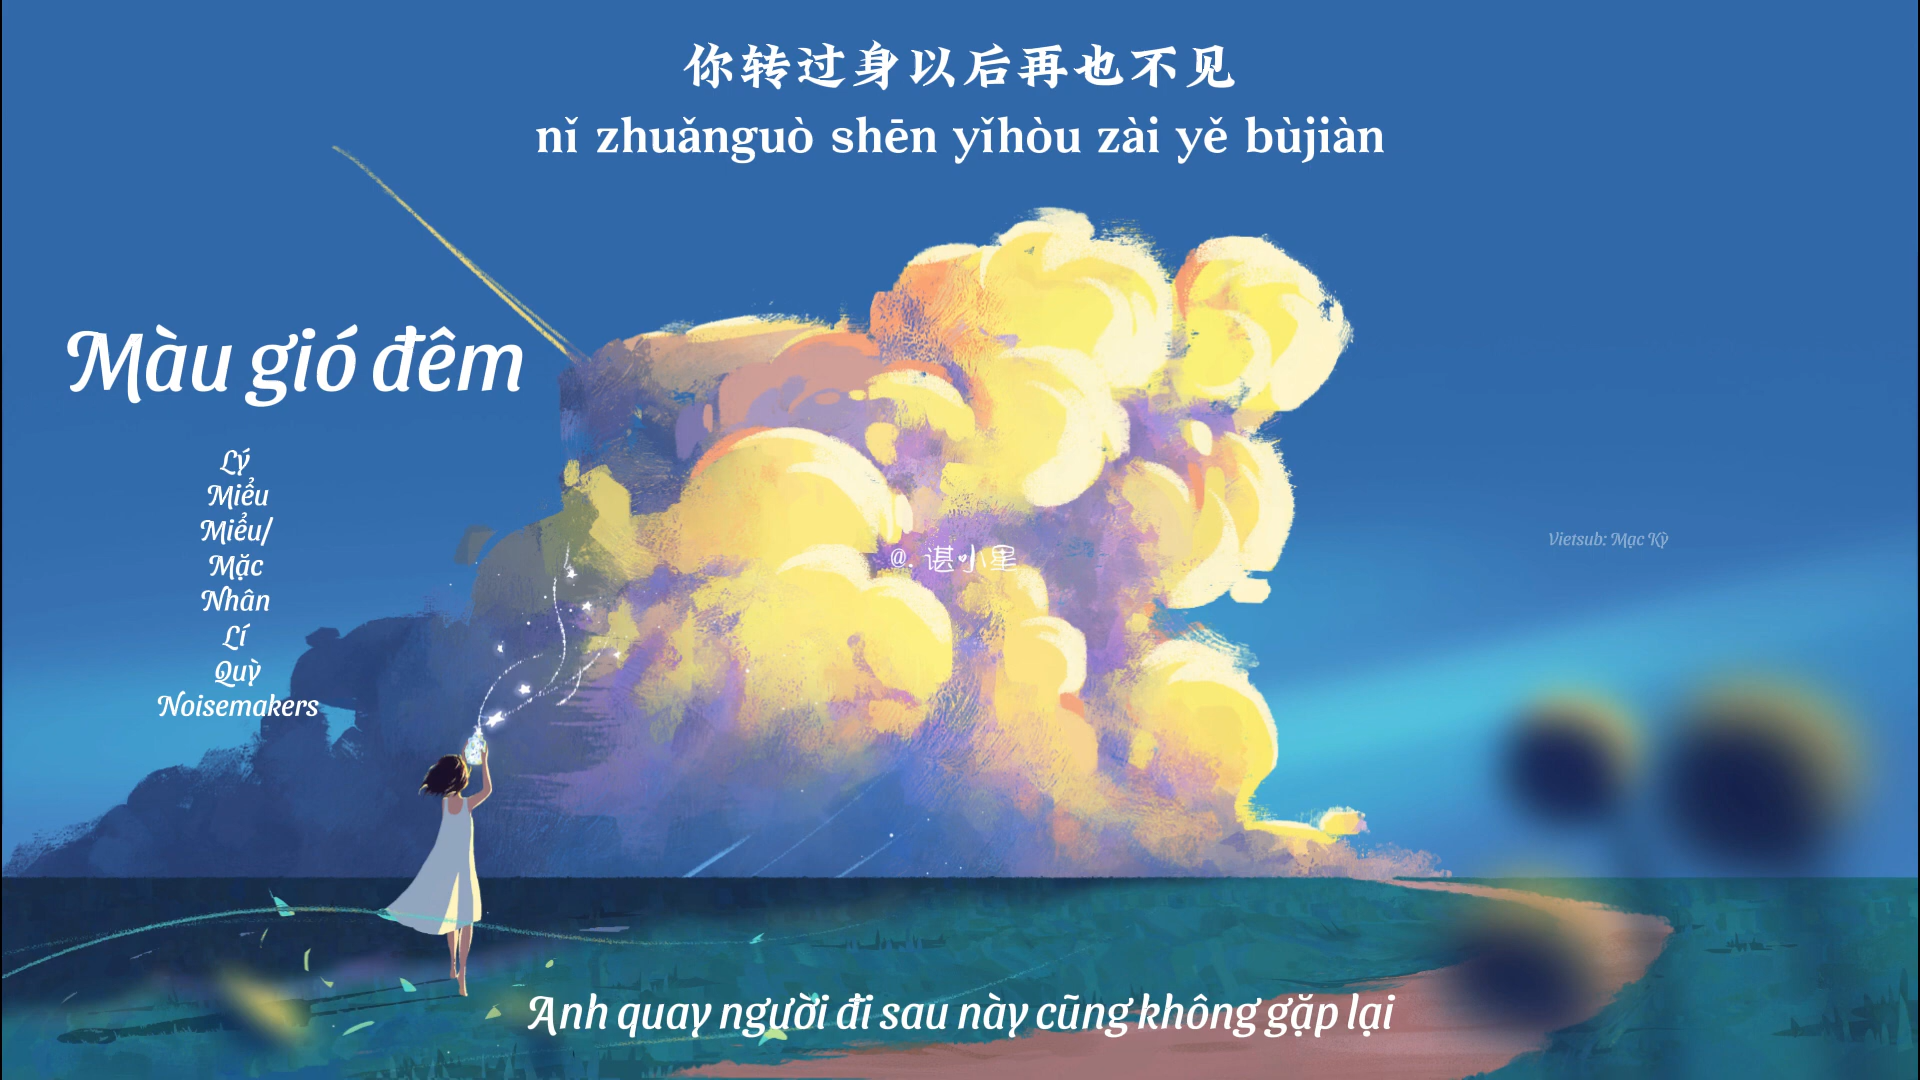 你转过身以后再也不见
nǐ zhuǎnguò shēn yǐhòu zài yě bùjiàn
Màu gió đêm
Lý
Miểu
Miểu/
Mặc
Nhân
Lí
Quỳ
Noisemakers
@. 谌小星
Vietsub: Mạc Kỳ
Anh quay người đi sau này cũng không gặp lại